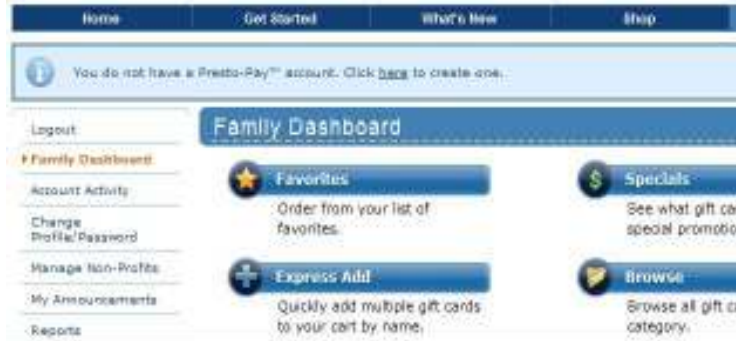 Home Get Started What's New Shop
You do not have a Presto-Pay™ account. Click here to create one.
Logout
Family Dashboard
Family Dashboard
Account Activity
Change
Profile/Password
Manage Non-Profits
My Announcements
Reports
Favorites
Order from your list of
favorites.
Specials
See what gift ca
special promotio
Express Add
Quickly add multiple gift cards
to your cart by name.
Browse
Browse all gift c
category.